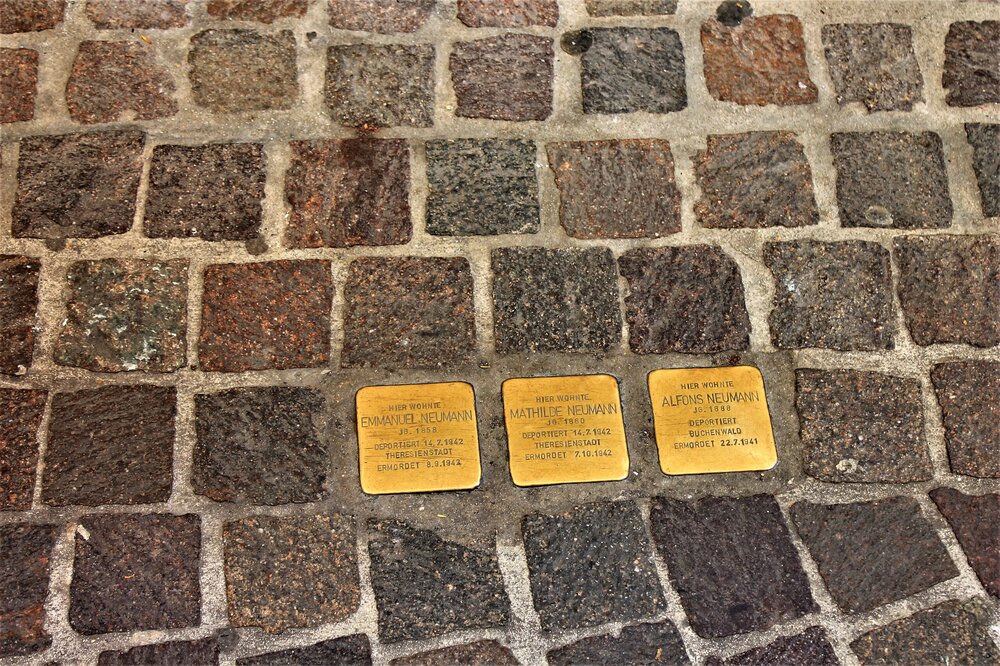 HIER WOHNTE
EMMANUEL NEUMANN
JG. 1858
DEPORTIERT 14.7.1942
THERESIENSTADT
ERMORDET 8.9.1942
HIER WOHNTE
MATHILDE NEUMANN
JG. 1860
DEPORTIERT 14.7.1942
THERESIENSTADT
ERMORDET 7.10.1942
HIER WOHNTE
ALFONS NEUMANN
JG. 1888
DEPORTIERT
BUCHENWALD
ERMORDET 22.7.1941